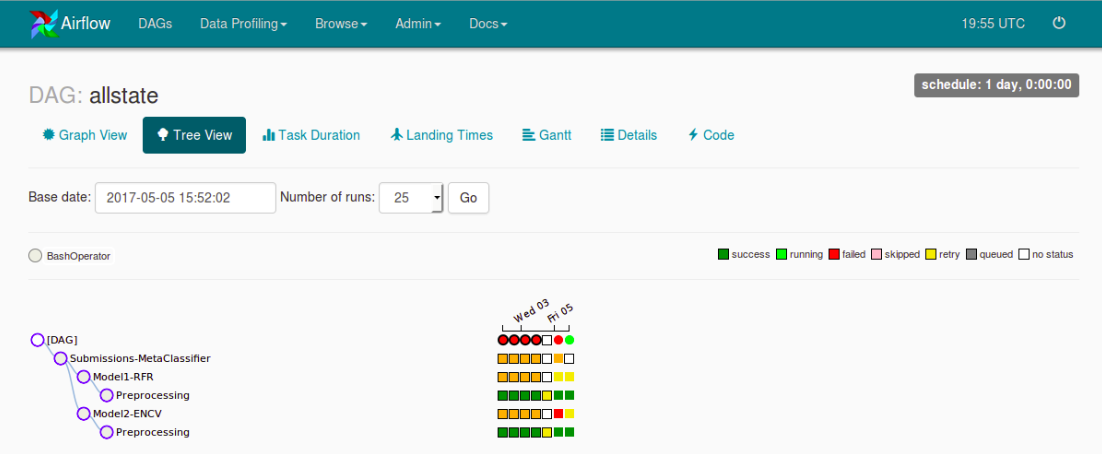 Airflow DAGs Data Profiling Browse Admin Docs 19:55 UTC
schedule: 1 day, 0:00:00
DAG: allstate
Graph View Tree View Task Duration Landing Times Gantt Details Code
Base date: 2017-05-05 15:52:02 Number of runs: 25 Go
BashOperator success running failed skipped retry queued no status
Wed 03 Fri 05
[DAG]
Submissions-MetaClassifier
Model1-RFR
Preprocessing
Model2-ENCV
Preprocessing